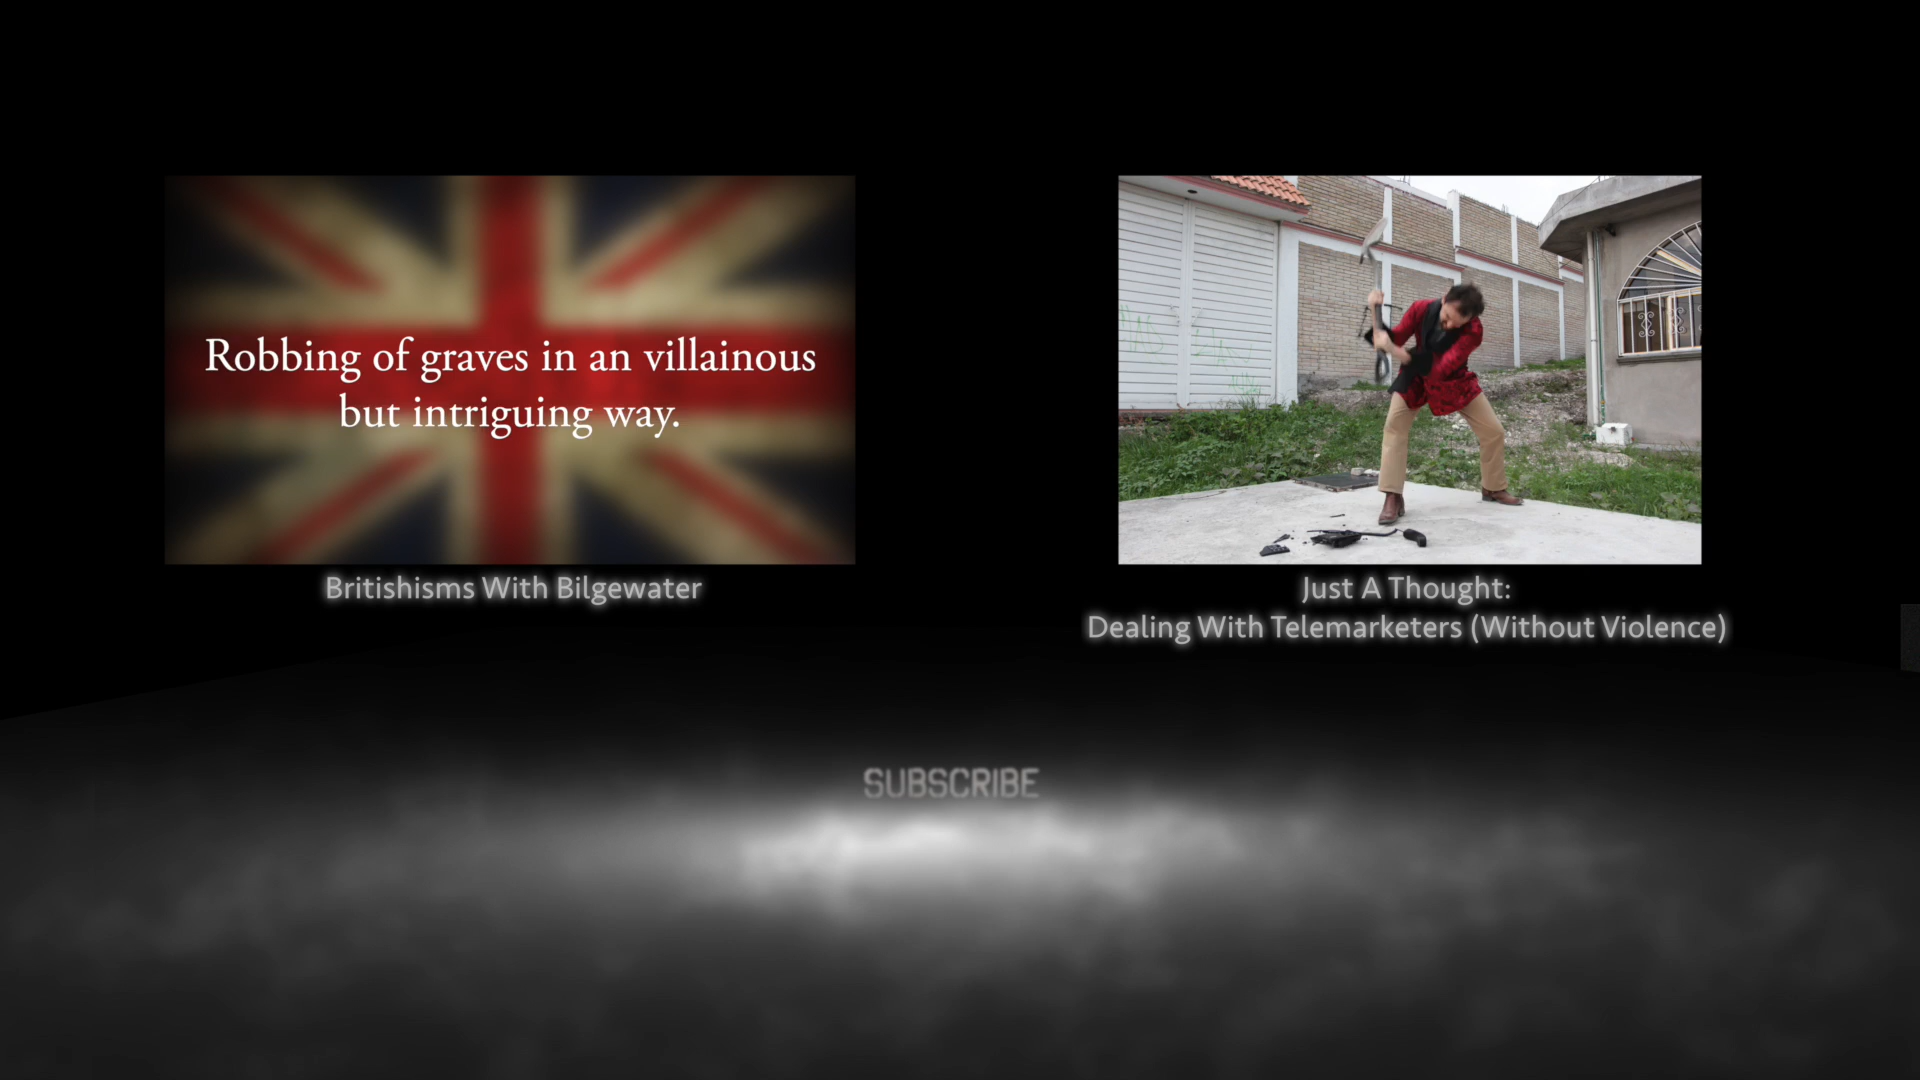 Robbing of graves in an villainous
but intriguing way.
Britishisms With Bilgewater
Just A Thought:
Dealing With Telemarketers (Without Violence)
SUBSCRIBE